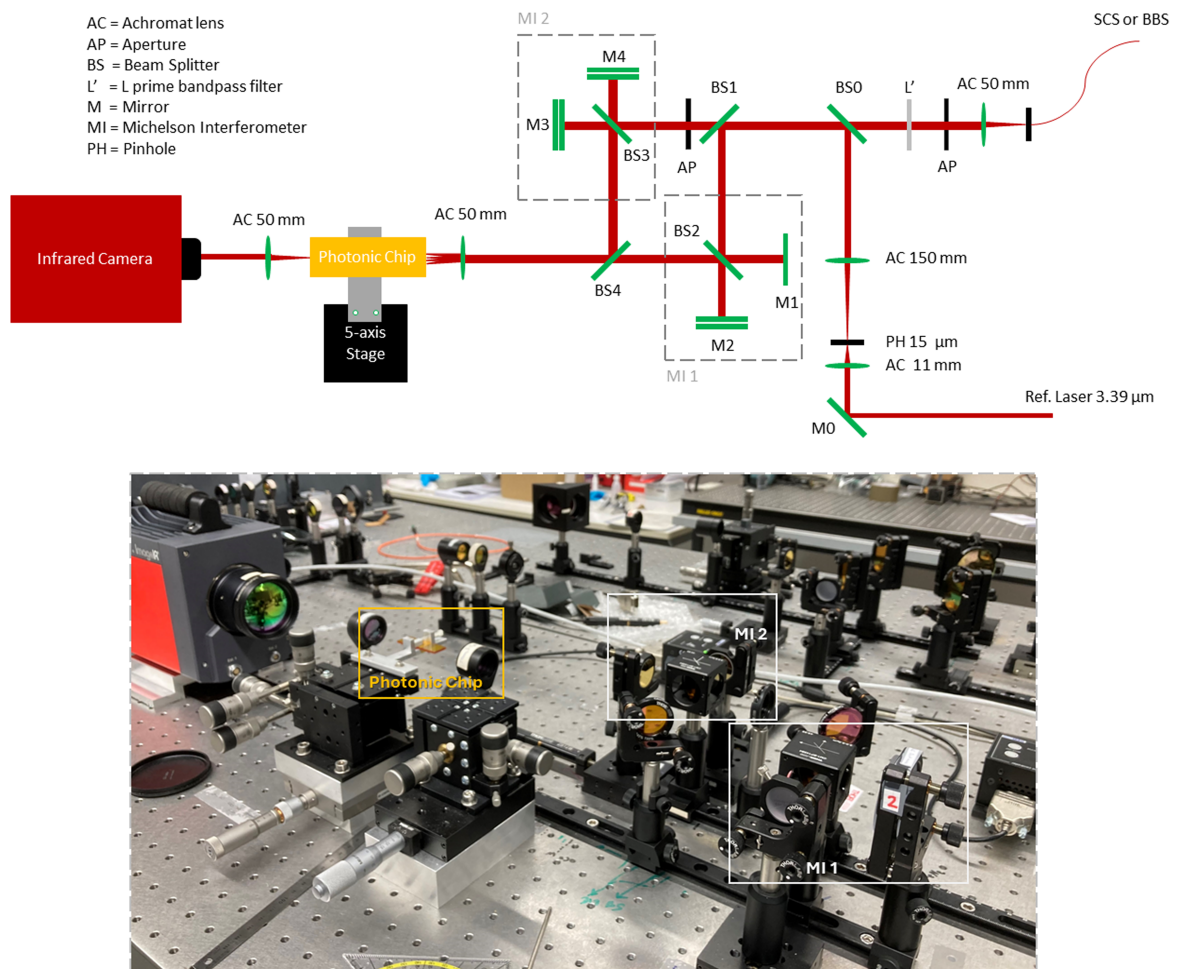 AC = Achromat lens
AP = Aperture
BS = Beam Splitter
L’ = L prime bandpass filter
M = Mirror
MI = Michelson Interferometer
PH = Pinhole
MI 2
SCS or BBS
M4
BS1
BS0
L’
AC 50 mm
M3
BS3
AP
AP
AC 50 mm
AC 50 mm
BS2
Infrared Camera
Photonic Chip
AC 150 mm
BS4
M1
5-axis
Stage
M2
PH 15 µm
MI 1
AC 11 mm
Ref. Laser 3.39 µm
M0
ImageIR
MI 2
Photonic Chip
2
MI 1